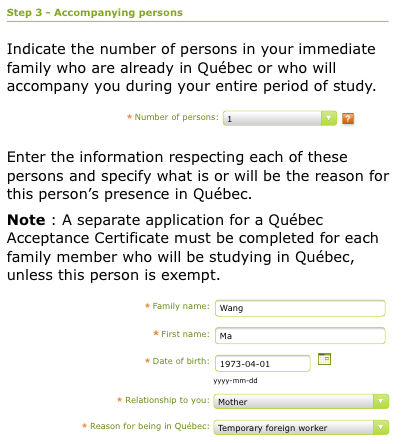 Step 3 – Accompanying persons
Indicate the number of persons in your immediate
family who are already in Québec or who will
accompany you during your entire period of study.
* Number of persons: 1 ?
Enter the information respecting each of these
persons and specify what is or will be the reason for
this person’s presence in Québec.
Note : A separate application for a Québec
Acceptance Certificate must be completed for each
family member who will be studying in Québec,
unless this person is exempt.
* Family name: Wang
* First name: Ma
* Date of birth: 1973-04-01
yyyy-mm-dd
* Relationship to you: Mother
* Reason for being in Québec: Temporary foreign worker